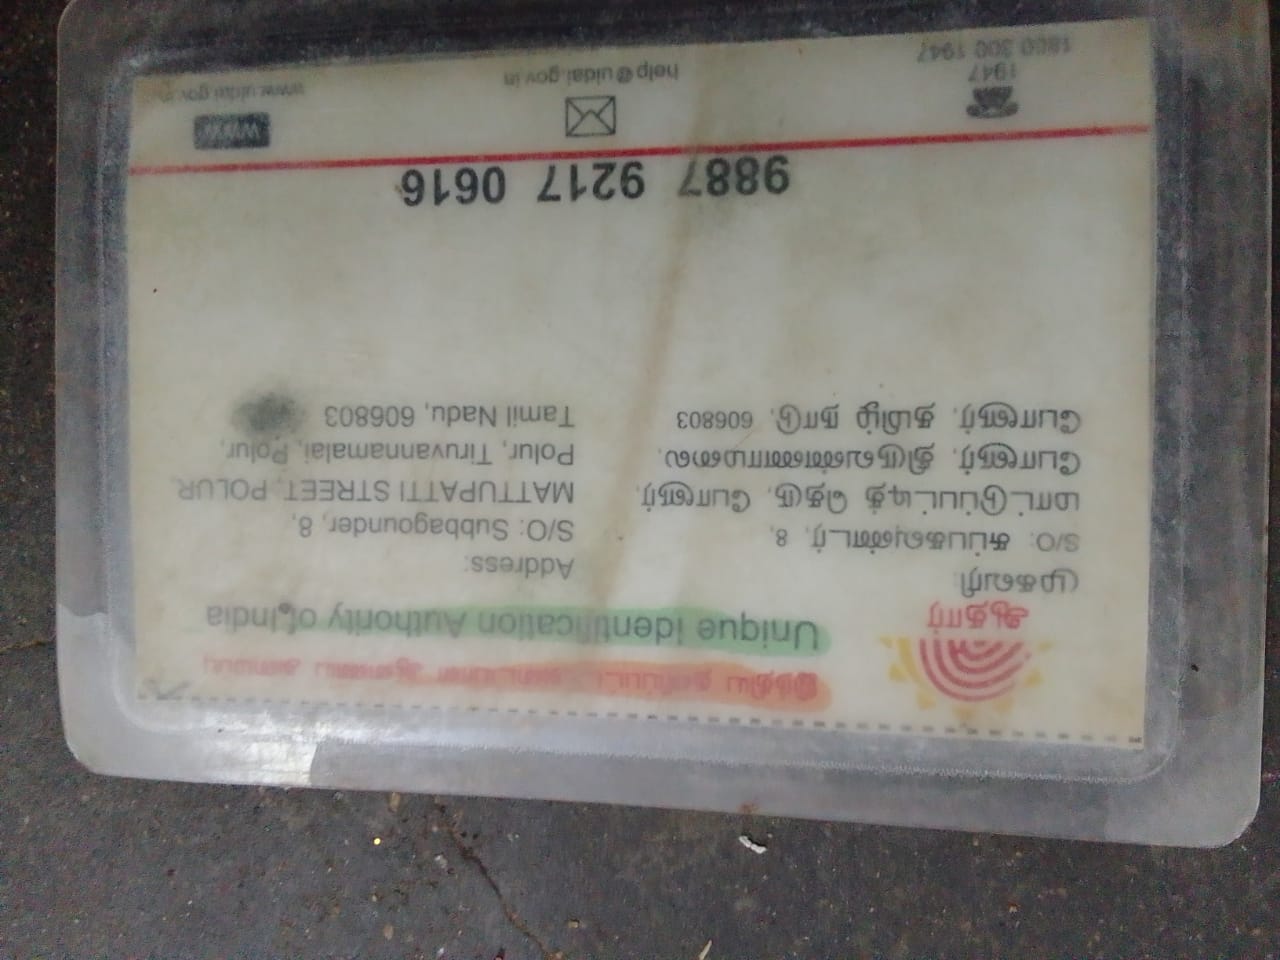 இந்திய
Unique Identification Authority of India
ஆதார்
முகவரி:
S/O: சுப்பகவுண்டர், 8,
மாட்டுப்பட்டித் தெரு, போளூர்,
போளூர், திருவண்ணாமலை,
போளூர், தமிழ் நாடு, 606803
Address:
S/O: Subbagounder, 8,
MATTUPATTI STREET, POLUR,
Polur, Tiruvannamalai, Polur,
Tamil Nadu, 606803
9887 9217 0616
1947
1800 300 1947
help@uidai.gov.in
www
www.uidai.gov.in